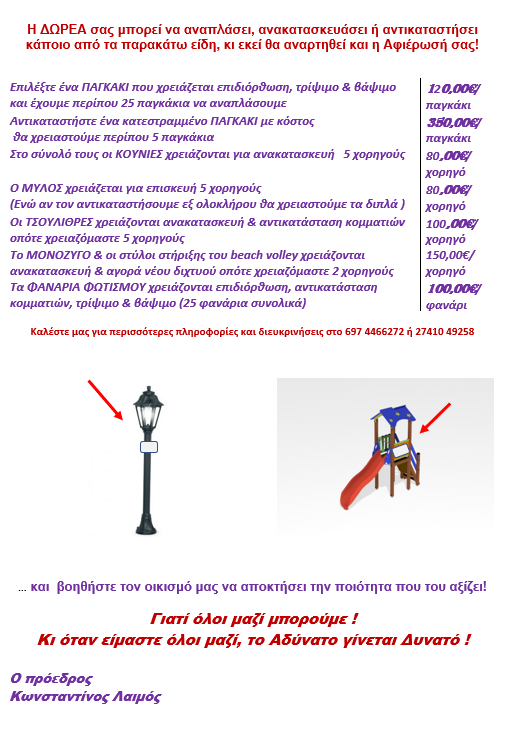 Η ΔΩΡΕΑ σας μπορεί να αναπλάσει, ανακατασκευάσει ή αντικαταστήσει
κάποιο από τα παρακάτω είδη, κι εκεί θα αναρτηθεί και η Αφιέρωσή σας!
Επιλέξτε ένα ΠΑΓΚΑΚΙ που χρειάζεται επιδιόρθωση, τρίψιμο & βάψιμο
και έχουμε περίπου 25 παγκάκια να αναπλάσουμε
120,00€/
παγκάκι
Αντικαταστήστε ένα κατεστραμμένο ΠΑΓΚΑΚΙ με κόστος
θα χρειαστούμε περίπου 5 παγκάκια
350,00€/
παγκάκι
Στο σύνολό τους οι ΚΟΥΝΙΕΣ χρειάζονται για ανακατασκευή 5 χορηγούς
80,00€/
χορηγό
Ο ΜΥΛΟΣ χρειάζεται για επισκευή 5 χορηγούς
(Ενώ αν τον αντικαταστήσουμε εξ ολοκλήρου θα χρειαστούμε τα διπλά )
80,00€/
χορηγό
Οι ΤΣΟΥΛΙΘΡΕΣ χρειάζονται ανακατασκευή & αντικατάσταση κομματιών
οπότε χρειαζόμαστε 5 χορηγούς
100,00€/
χορηγό
Το ΜΟΝΟΖΥΓΟ & οι στύλοι στήριξης του beach volley χρειάζονται
ανακατασκευή & αγορά νέου διχτυού οπότε χρειαζόμαστε 2 χορηγούς
150,00€/
χορηγό
Τα ΦΑΝΑΡΙΑ ΦΩΤΙΣΜΟΥ χρειάζονται επιδιόρθωση, αντικατάσταση
κομματιών, τρίψιμο & βάψιμο (25 φανάρια συνολικά)
100,00€/
φανάρι
Καλέστε μας για περισσότερες πληροφορίες και διευκρινήσεις στο 697 4466272 ή 27410 49258
... και βοηθήστε τον οικισμό μας να αποκτήσει την ποιότητα που του αξίζει!
Γιατί όλοι μαζί μπορούμε !
Κι όταν είμαστε όλοι μαζί, το Αδύνατο γίνεται Δυνατό !
Ο πρόεδρος
Κωνσταντίνος Λαιμός